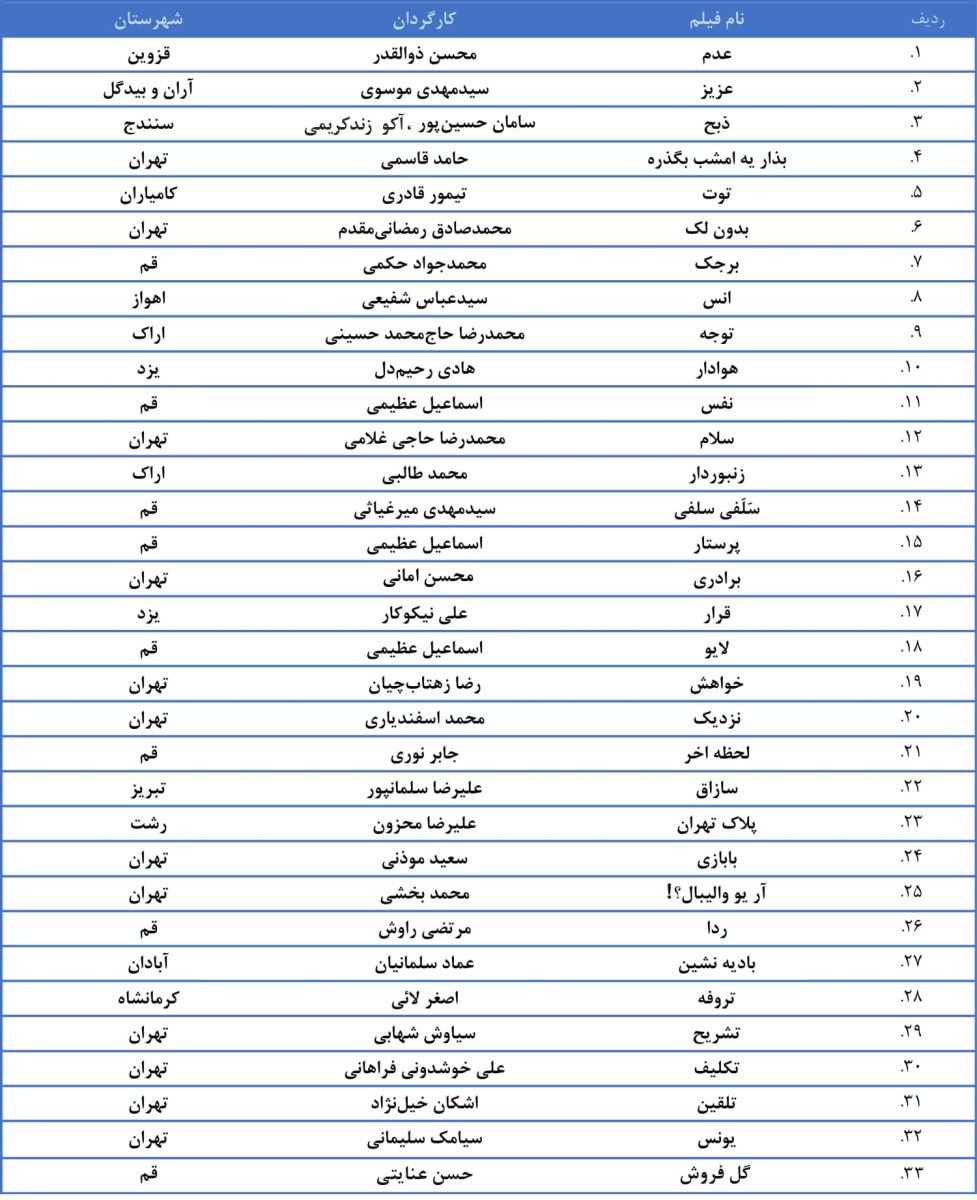 ردیف نام فیلم کارگردان شهرستان
۱. عدم محسن ذوالقدر قزوین
۲. عزیز سیدمهدی موسوی آران و بیدگل
۳. ذبح سامان حسین‌پور ، آکو زندکریمی سنندج
۴. بذار یه امشب بگذره حامد قاسمی تهران
۵. توت تیمور قادری کامیاران
۶. بدون لک محمدصادق رمضانی‌مقدم تهران
۷. برجک محمدجواد حکمی قم
۸. انس سیدعباس شفیعی اهواز
۹. توجه محمدرضا حاج‌محمد حسینی اراک
۱۰. هوادار هادی رحیم‌دل یزد
۱۱. نفس اسماعیل عظیمی قم
۱۲. سلام محمدرضا حاجی غلامی تهران
۱۳. زنبوردار محمد طالبی اراک
۱۴. سَلَفی سلفی سیدمهدی میرغیاثی قم
۱۵. پرستار اسماعیل عظیمی قم
۱۶. برادری محسن امانی تهران
۱۷. قرار علی نیکوکار یزد
۱۸. لایو اسماعیل عظیمی قم
۱۹. خواهش رضا زهتاب‌چیان تهران
۲۰. نزدیک محمد اسفندیاری تهران
۲۱. لحظه اخر جابر نوری قم
۲۲. سازاق علیرضا سلمانپور تبریز
۲۳. پلاک تهران علیرضا محزون رشت
۲۴. بابازی سعید موذنی تهران
۲۵. آر یو والیبال؟! محمد بخشی تهران
۲۶. ردا مرتضی راوش قم
۲۷. بادیه نشین عماد سلمانیان آبادان
۲۸. تروفه اصغر لائی کرمانشاه
۲۹. تشریح سیاوش شهابی تهران
۳۰. تکلیف علی خوشدونی فراهانی تهران
۳۱. تلقین اشکان خیل‌نژاد تهران
۳۲. یونس سیامک سلیمانی تهران
۳۳. گل فروش حسن عنایتی قم